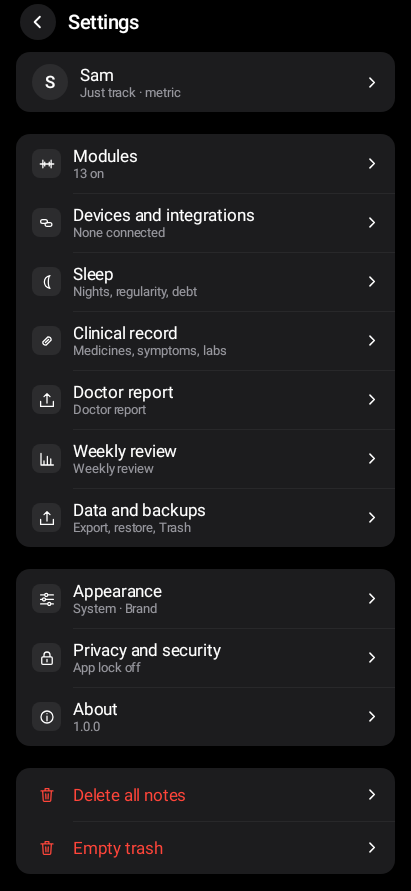 Settings
S
Sam
Just track · metric
Modules
13 on
Devices and integrations
None connected
Sleep
Nights, regularity, debt
Clinical record
Medicines, symptoms, labs
Doctor report
Doctor report
Weekly review
Weekly review
Data and backups
Export, restore, Trash
Appearance
System · Brand
Privacy and security
App lock off
About
1.0.0
Delete all notes
Empty trash